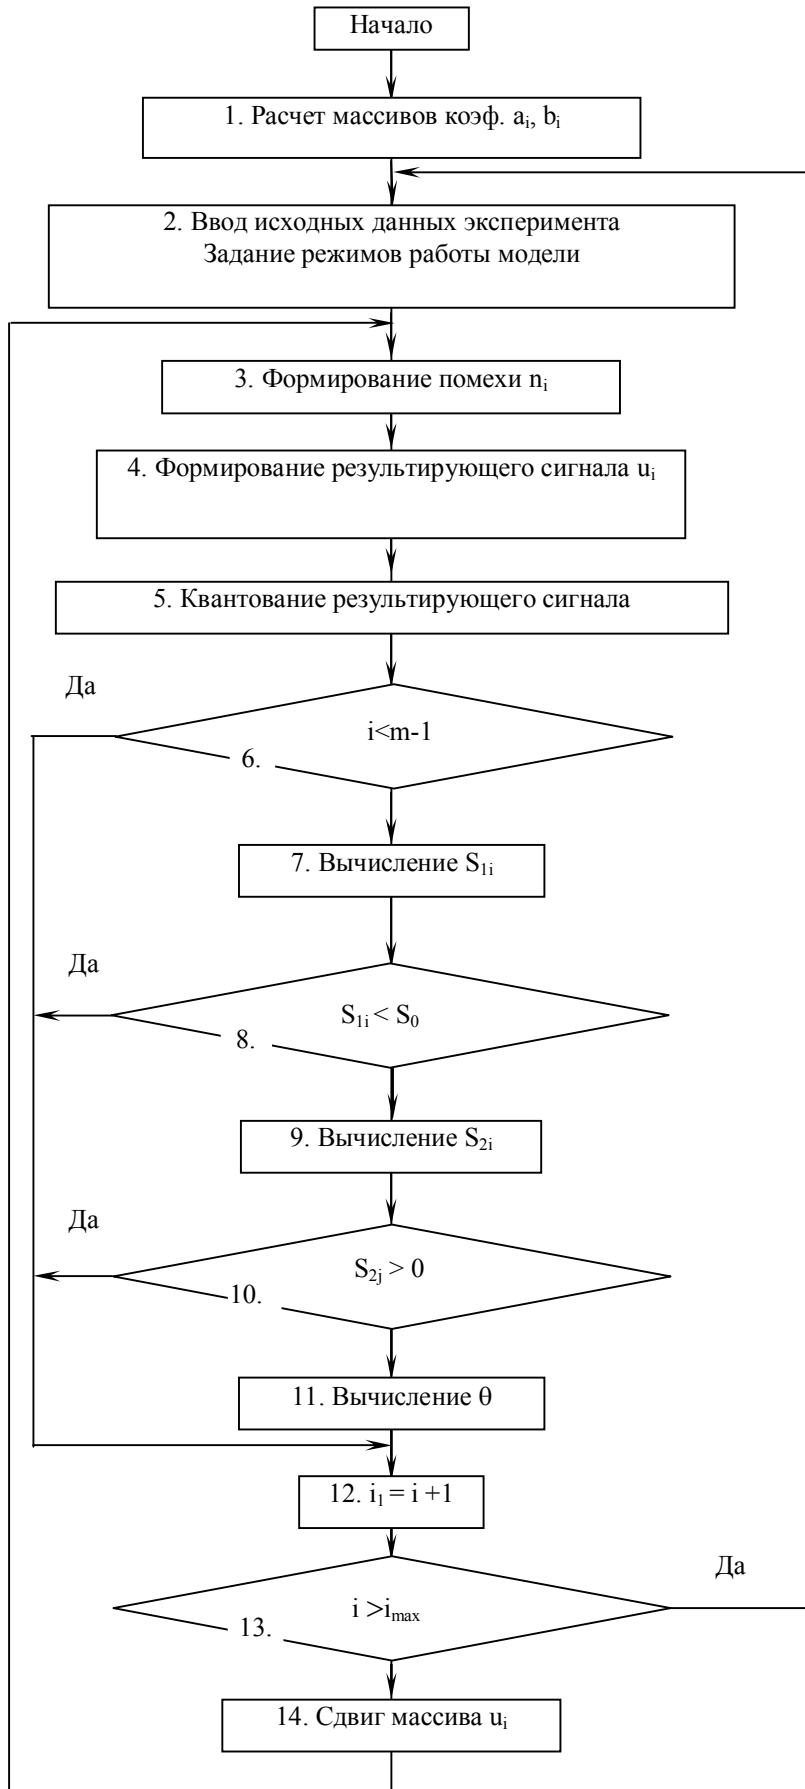 Начало
1. Расчет массивов коэф. aᵢ, bᵢ
2. Ввод исходных данных эксперимента
Задание режимов работы модели
3. Формирование помехи nᵢ
4. Формирование результирующего сигнала uᵢ
5. Квантование результирующего сигнала
Да
i<m-1
6.
7. Вычисление S₁ᵢ
Да
S₁ᵢ < S₀
8.
9. Вычисление S₂ᵢ
Да
S₂ⱼ > 0
10.
11. Вычисление θ
12. i₁ = i +1
Да
i >iₘₐₓ
13.
14. Сдвиг массива uᵢ